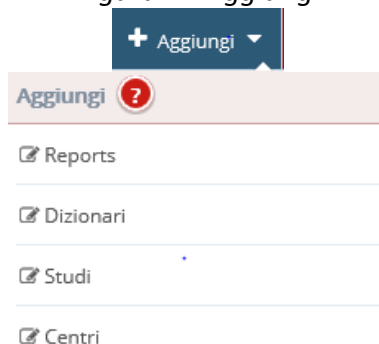 Aggiungi
Aggiungi ?
Reports
Dizionari
Studi
Centri